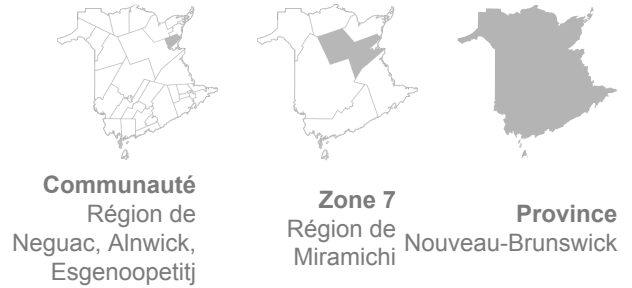 Communauté
Région de
Neguac, Alnwick,
Esgenoopetitj
Zone 7
Région de
Miramichi
Province
Nouveau-Brunswick